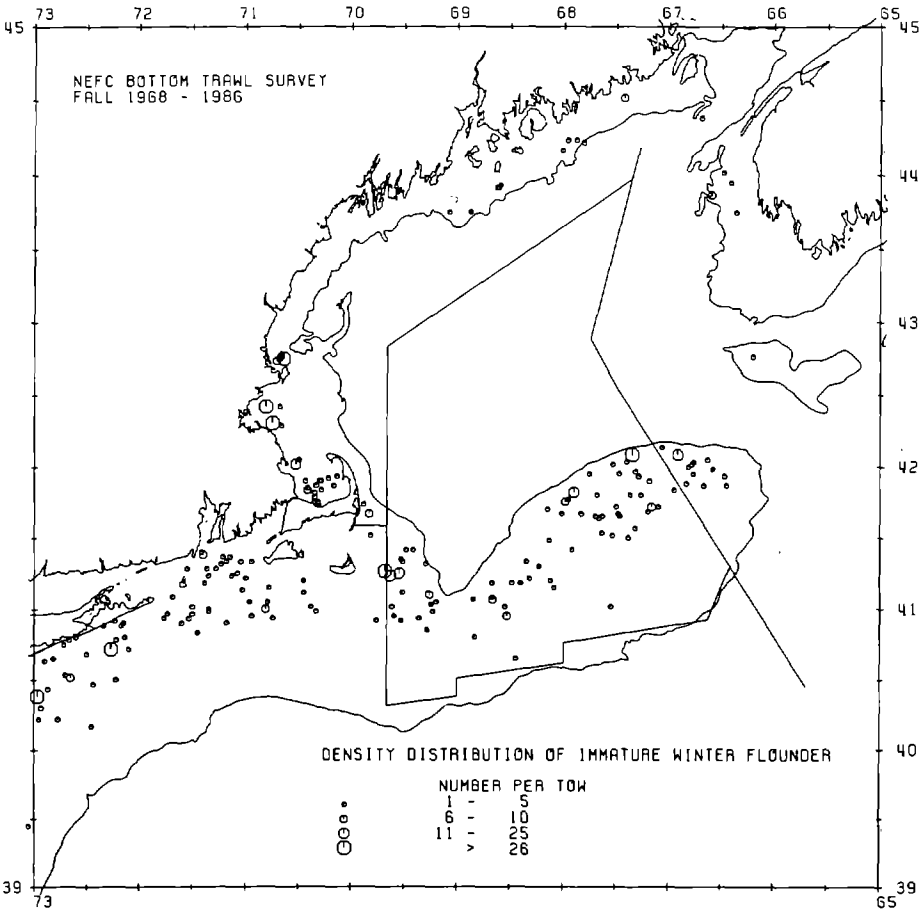 73 72 71 70 69 68 67 66 65
45 45
NEFC BOTTOM TRAWL SURVEY
FALL 1968 - 1986
44 44
43 43
42 42
41 41
40 40
DENSITY DISTRIBUTION OF IMMATURE WINTER FLOUNDER
NUMBER PER TOW
1 - 5
6 - 10
11 - 25
> 26
39 39
73 65